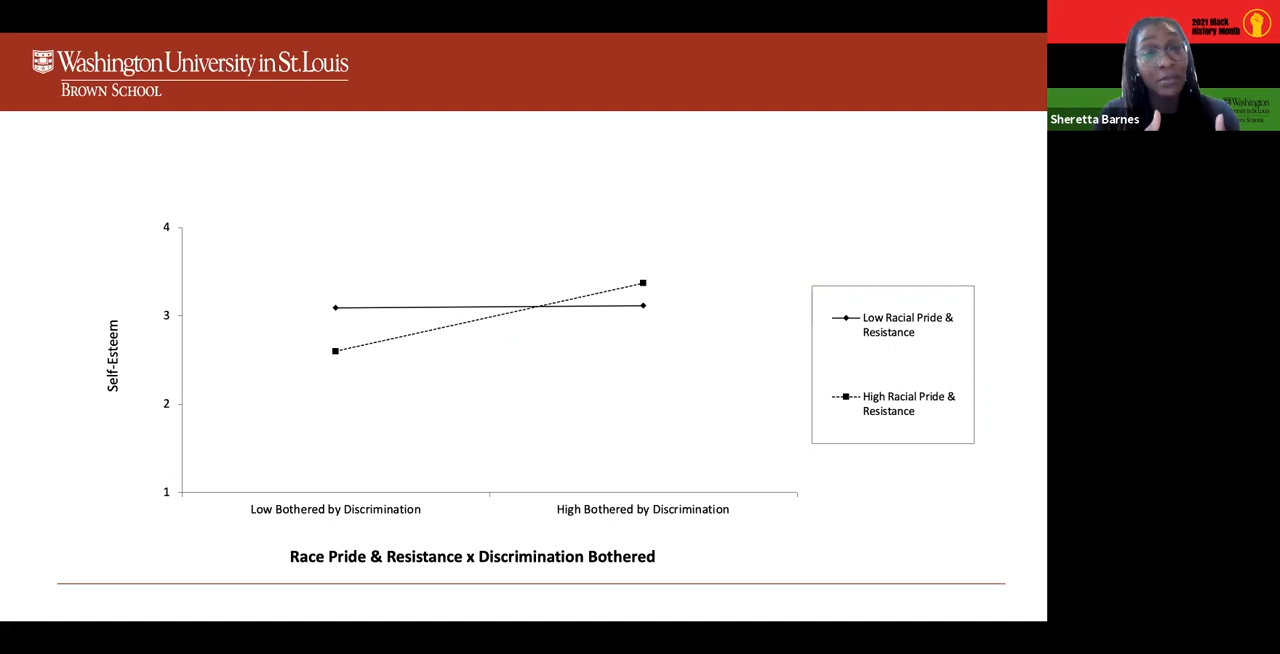 Washington University in St. Louis
BROWN SCHOOL
2021 Black
History Month
Washington
Sheretta Barnes
4
3
2
1
Self-Esteem
Low Bothered by Discrimination
High Bothered by Discrimination
Race Pride & Resistance x Discrimination Bothered
Low Racial Pride &
Resistance
High Racial Pride &
Resistance